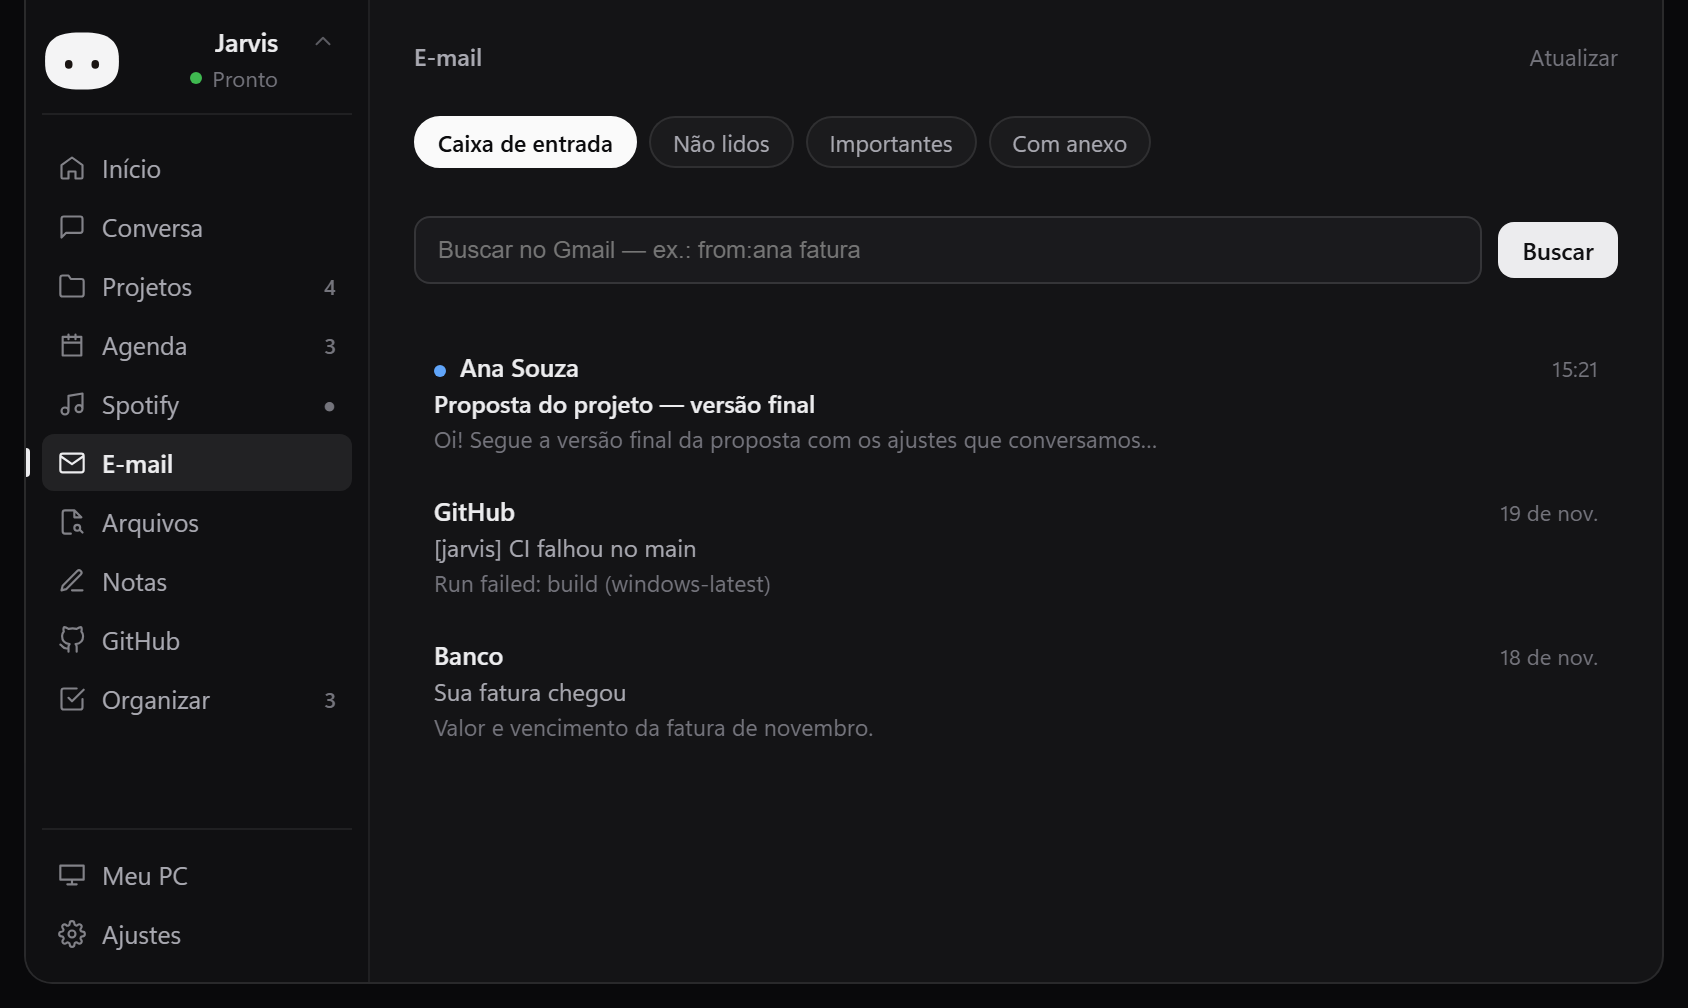 Jarvis
Pronto
Início
Conversa
Projetos 4
Agenda 3
Spotify
E-mail
Arquivos
Notas
GitHub
Organizar 3
Meu PC
Ajustes
E-mail
Atualizar
Caixa de entrada
Não lidos
Importantes
Com anexo
Buscar no Gmail — ex.: from:ana fatura
Buscar
Ana Souza 15:21
Proposta do projeto — versão final
Oi! Segue a versão final da proposta com os ajustes que conversamos...
GitHub 19 de nov.
[jarvis] CI falhou no main
Run failed: build (windows-latest)
Banco 18 de nov.
Sua fatura chegou
Valor e vencimento da fatura de novembro.